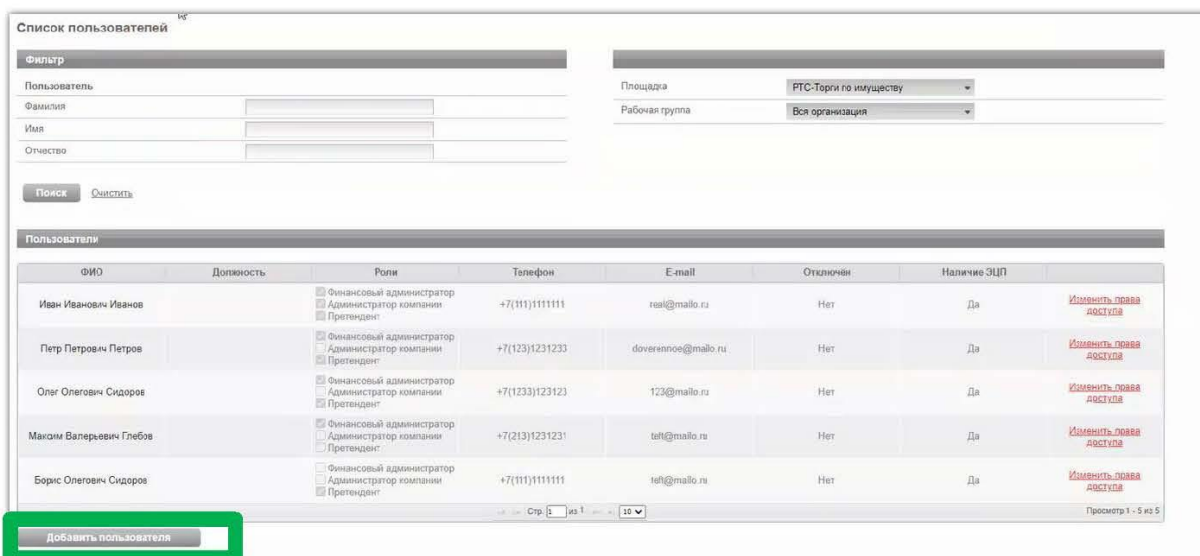 Список пользователей
Фильтр
Пользователь
Фамилия
Имя
Отчество
Площадка РТС-Торги по имуществу
Рабочая группа Вся организация
Поиск Очистить
Пользователи
ФИО Должность Роли Телефон E-mail Отключён Наличие ЭЦП
Иван Иванович Иванов Финансовый администратор Администратор компании Претендент +7(111)1111111 real@mailo.ru Нет Да Изменить права доступа
Петр Петрович Петров Финансовый администратор Администратор компании Претендент +7(123)1231233 doverennoe@mailo.ru Нет Да Изменить права доступа
Олег Олегович Сидоров Финансовый администратор Администратор компании Претендент +7(1233)123123 123@mailo.ru Нет Да Изменить права доступа
Максим Валерьевич Глебов Финансовый администратор Администратор компании Претендент +7(213)1231231 teft@mailo.ru Нет Да Изменить права доступа
Борис Олегович Сидоров Финансовый администратор Администратор компании Претендент +7(111)1111111 teft@mailo.ru Нет Да Изменить права доступа
Стр. 1 из 1 10 Просмотр 1 - 5 из 5
Добавить пользователя